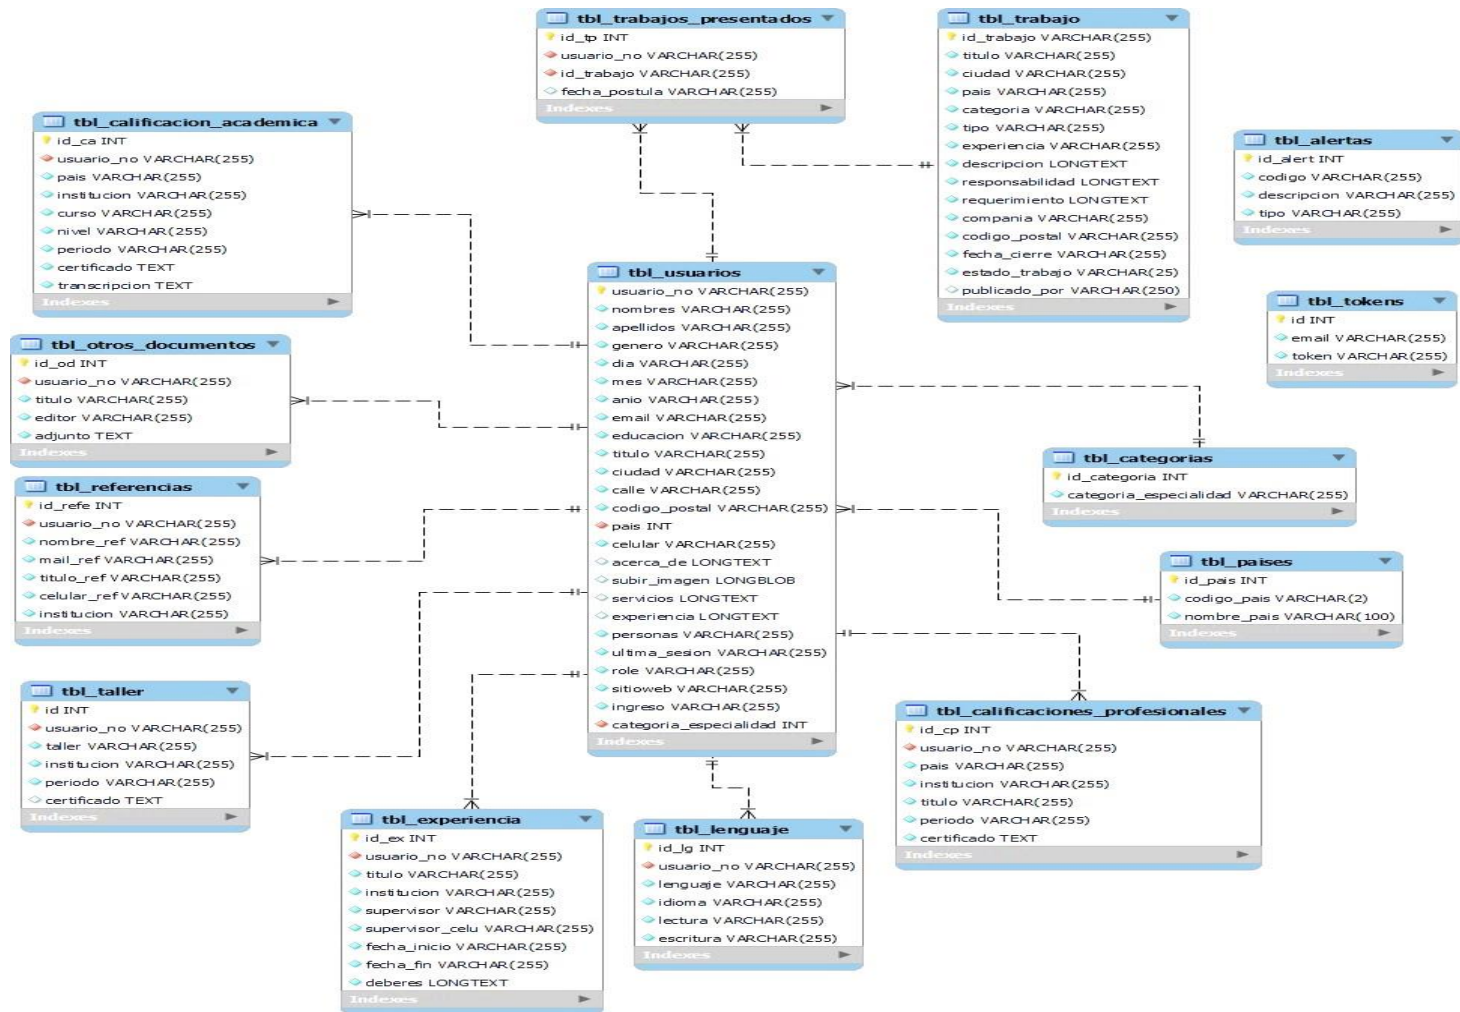 tbl_trabajos_presentados
id_tp INT
usuario_no VARCHAR(255)
id_trabajo VARCHAR(255)
fecha_postula VARCHAR(255)
Indexes
tbl_trabajo
id_trabajo VARCHAR(255)
titulo VARCHAR(255)
ciudad VARCHAR(255)
pais VARCHAR(255)
categoria VARCHAR(255)
tipo VARCHAR(255)
experiencia VARCHAR(255)
descripcion LONGTEXT
responsabilidad LONGTEXT
requerimiento LONGTEXT
compania VARCHAR(255)
codigo_postal VARCHAR(255)
fecha_cierre VARCHAR(255)
estado_trabajo VARCHAR(25)
publicado_por VARCHAR(250)
Indexes
tbl_calificacion_academica
id_ca INT
usuario_no VARCHAR(255)
pais VARCHAR(255)
institucion VARCHAR(255)
curso VARCHAR(255)
nivel VARCHAR(255)
periodo VARCHAR(255)
certificado TEXT
transcripcion TEXT
Indexes
tbl_alertas
id_alert INT
codigo VARCHAR(255)
descripcion VARCHAR(255)
tipo VARCHAR(255)
Indexes
tbl_usuarios
usuario_no VARCHAR(255)
nombres VARCHAR(255)
apellidos VARCHAR(255)
genero VARCHAR(255)
dia VARCHAR(255)
mes VARCHAR(255)
anio VARCHAR(255)
email VARCHAR(255)
educacion VARCHAR(255)
titulo VARCHAR(255)
ciudad VARCHAR(255)
calle VARCHAR(255)
codigo_postal VARCHAR(255)
pais INT
celular VARCHAR(255)
acerca_de LONGTEXT
subir_imagen LONGBLOB
servicios LONGTEXT
experiencia LONGTEXT
personas VARCHAR(255)
ultima_sesion VARCHAR(255)
role VARCHAR(255)
sitioweb VARCHAR(255)
ingreso VARCHAR(255)
categoria_especialidad INT
Indexes
tbl_tokens
id INT
email VARCHAR(255)
token VARCHAR(255)
Indexes
tbl_otros_documentos
id_od INT
usuario_no VARCHAR(255)
titulo VARCHAR(255)
editor VARCHAR(255)
adjunto TEXT
Indexes
tbl_categorias
id_categoria INT
categoria_especialidad VARCHAR(255)
Indexes
tbl_referencias
id_refe INT
usuario_no VARCHAR(255)
nombre_ref VARCHAR(255)
mail_ref VARCHAR(255)
titulo_ref VARCHAR(255)
celular_ref VARCHAR(255)
institucion VARCHAR(255)
Indexes
tbl_paises
id_pais INT
codigo_pais VARCHAR(2)
nombre_pais VARCHAR(100)
Indexes
tbl_taller
id INT
usuario_no VARCHAR(255)
taller VARCHAR(255)
institucion VARCHAR(255)
periodo VARCHAR(255)
certificado TEXT
Indexes
tbl_calificaciones_profesionales
id_cp INT
usuario_no VARCHAR(255)
pais VARCHAR(255)
institucion VARCHAR(255)
titulo VARCHAR(255)
periodo VARCHAR(255)
certificado TEXT
Indexes
tbl_experiencia
id_ex INT
usuario_no VARCHAR(255)
titulo VARCHAR(255)
institucion VARCHAR(255)
supervisor VARCHAR(255)
supervisor_celu VARCHAR(255)
fecha_inicio VARCHAR(255)
fecha_fin VARCHAR(255)
deberes LONGTEXT
Indexes
tbl_lenguaje
id_lg INT
usuario_no VARCHAR(255)
lenguaje VARCHAR(255)
idioma VARCHAR(255)
lectura VARCHAR(255)
escritura VARCHAR(255)
Indexes